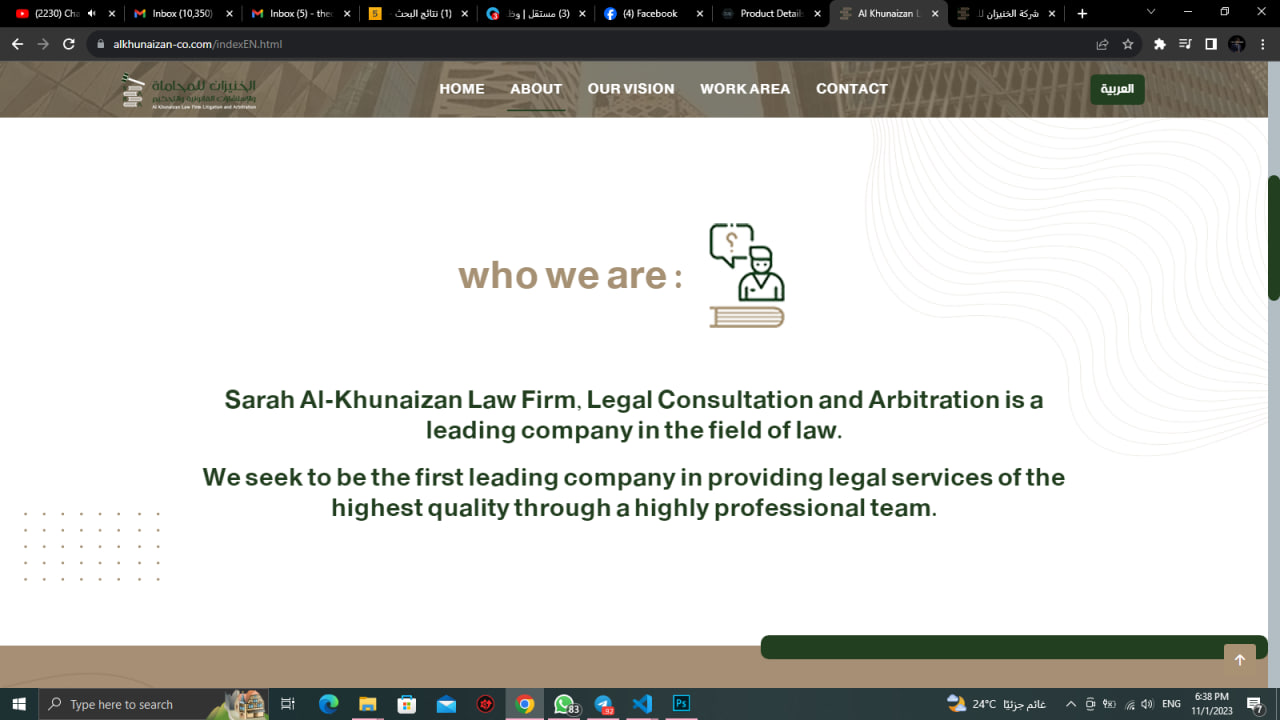 (2230) Cha
Inbox (10,350)
Inbox (5) - theo
(1) نتائج البحث -
(3) مستقل | وظ
(4) Facebook
Product Details
Al Khunaizan L
شركة الخنيزان لل
alkhunaizan-co.com/indexEN.html
الخنيزان للمحاماة
والاستشارات القانونية والتحكيم
Al Khunaizan Law Firm Litigation and Arbitration
HOME
ABOUT
OUR VISION
WORK AREA
CONTACT
العربية
who we are :
Sarah Al-Khunaizan Law Firm, Legal Consultation and Arbitration is a
leading company in the field of law.
We seek to be the first leading company in providing legal services of the
highest quality through a highly professional team.
Type here to search
83
92
Ps
24°C غائم جزئيًا
ENG
6:38 PM
11/1/2023
7